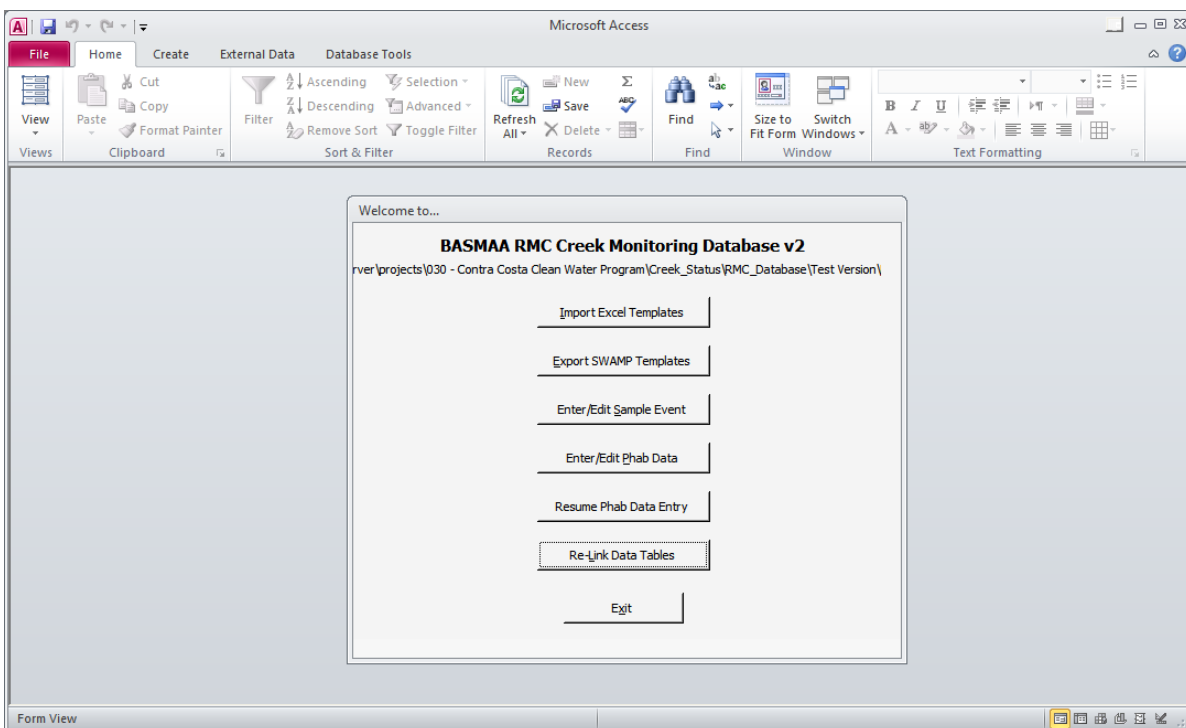 Microsoft Access
File Home Create External Data Database Tools
View
Paste
Cut
Copy
Format Painter
Filter
Ascending
Descending
Remove Sort
Selection
Advanced
Toggle Filter
Refresh All
New
Save
Delete
Find
Size to Fit Form
Switch Windows
Views Clipboard Sort & Filter Records Find Window Text Formatting
Welcome to...
BASMAA RMC Creek Monitoring Database v2
rver\projects\030 - Contra Costa Clean Water Program\Creek_Status\RMC_Database\Test Version\
Import Excel Templates
Export SWAMP Templates
Enter/Edit Sample Event
Enter/Edit Phab Data
Resume Phab Data Entry
Re-Link Data Tables
Exit
Form View